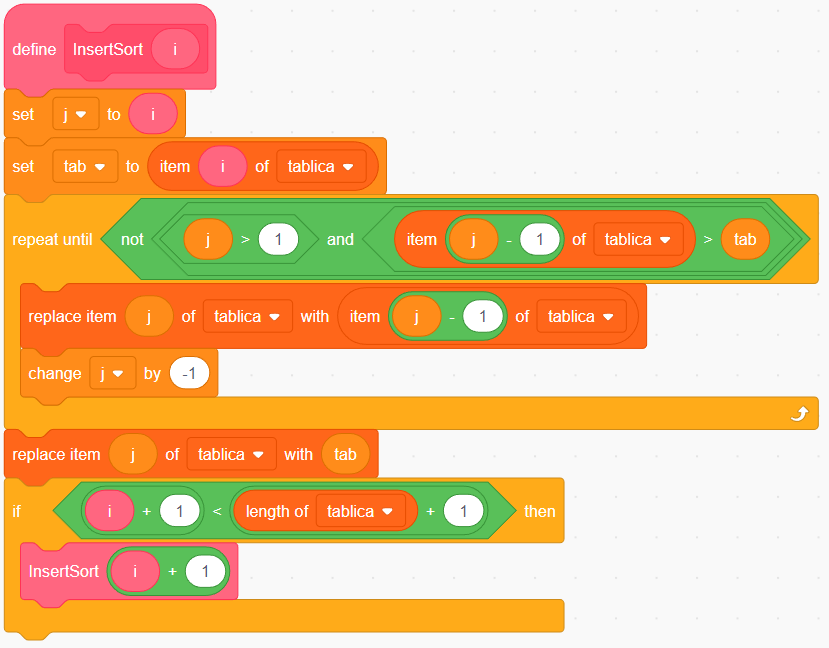 define InsertSort i
set j to i
set tab to item i of tablica
repeat until not j > 1 and item j - 1 of tablica > tab
replace item j of tablica with item j - 1 of tablica
change j by -1
replace item j of tablica with tab
if i + 1 < length of tablica + 1 then
InsertSort i + 1